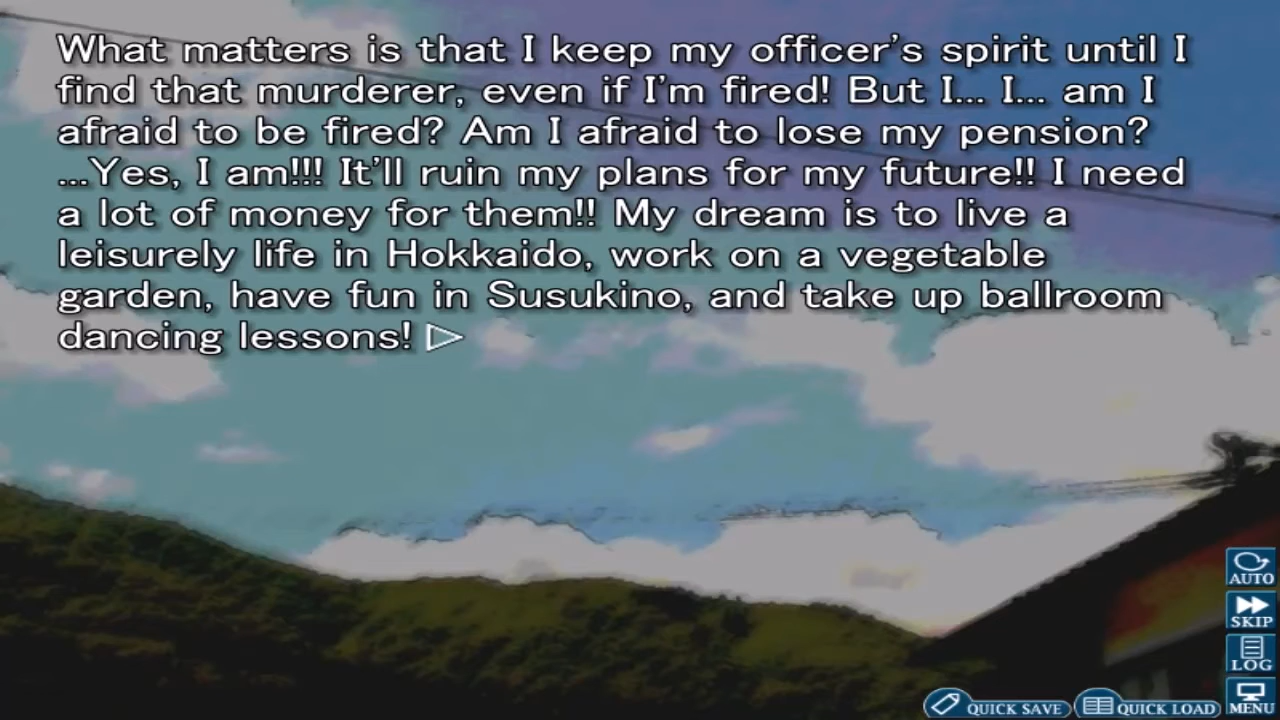 What matters is that I keep my officer's spirit until I
find that murderer, even if I'm fired! But I... I... am I
afraid to be fired? Am I afraid to lose my pension?
...Yes, I am!!! It'll ruin my plans for my future!! I need
a lot of money for them!! My dream is to live a
leisurely life in Hokkaido, work on a vegetable
garden, have fun in Susukino, and take up ballroom
dancing lessons!
AUTO
SKIP
LOG
MENU
QUICK SAVE
QUICK LOAD